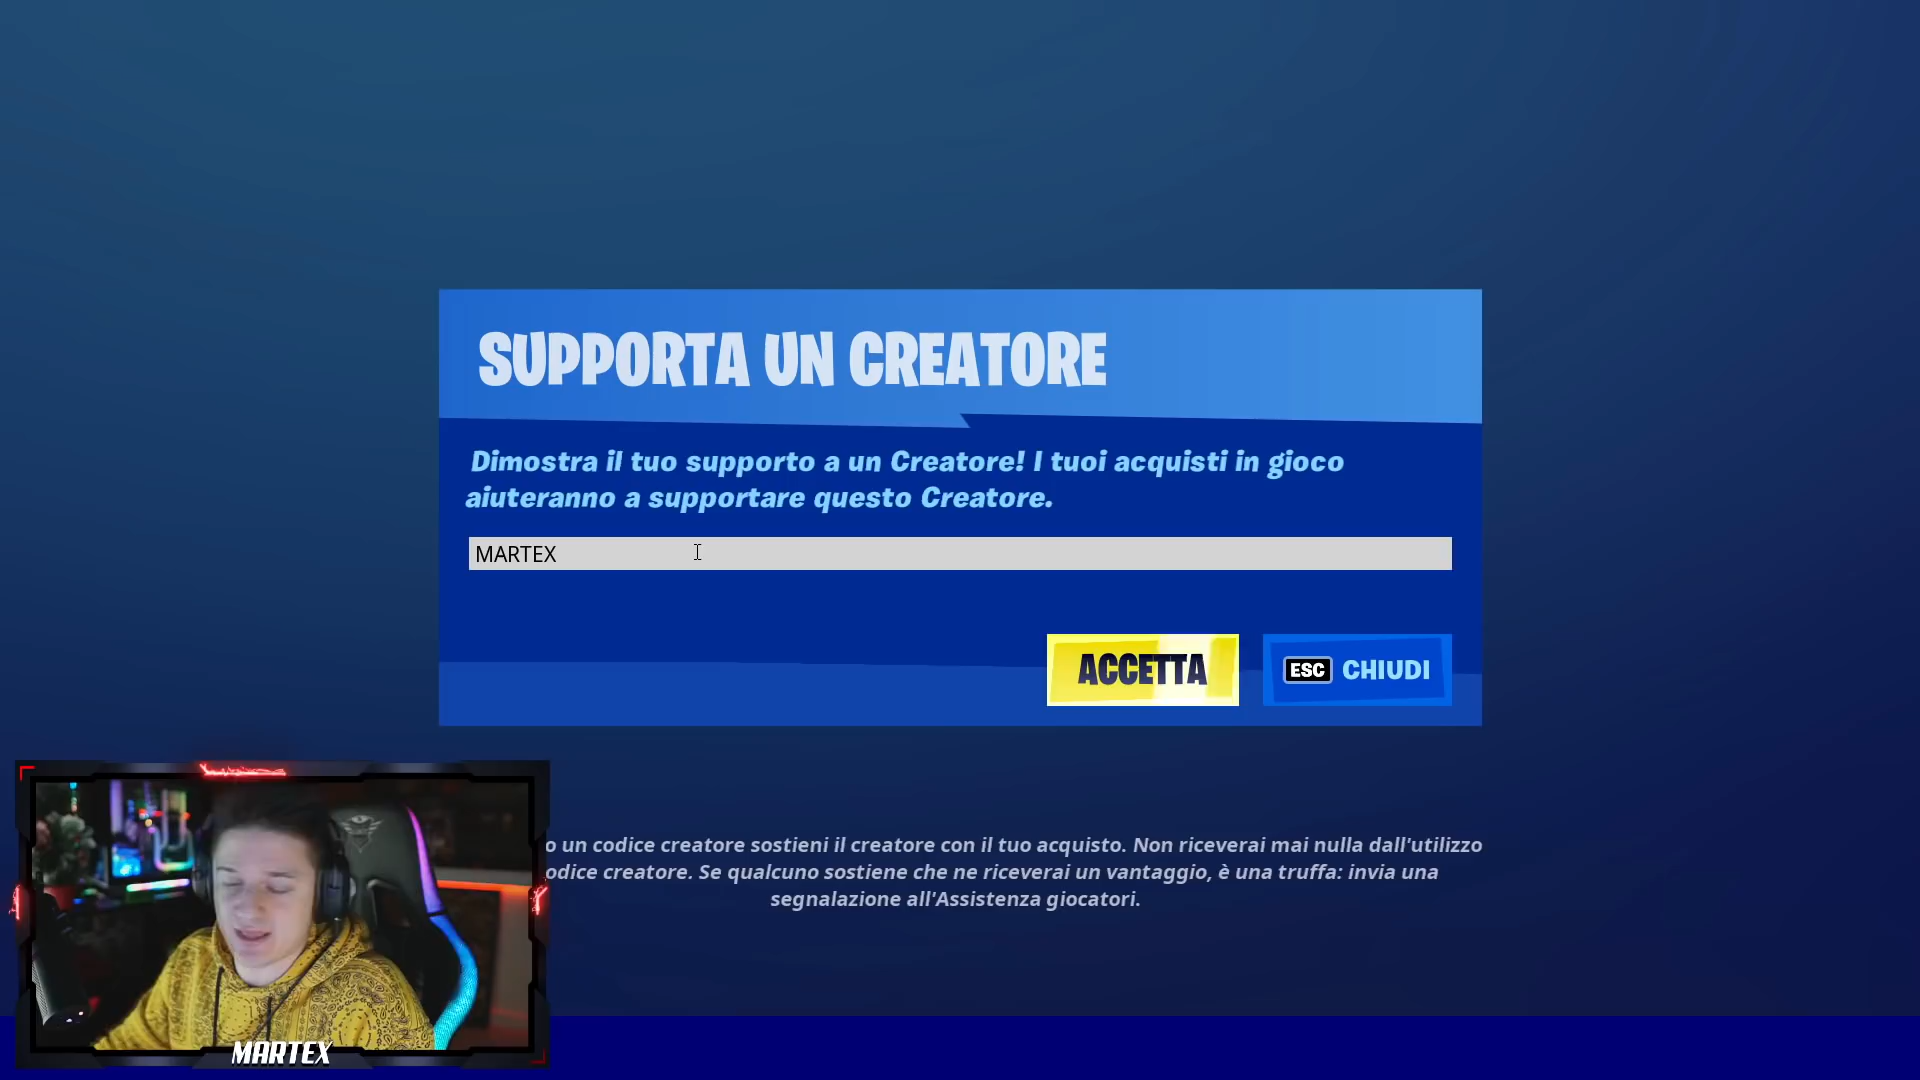 SUPPORTA UN CREATORE
Dimostra il tuo supporto a un Creatore! I tuoi acquisti in gioco
aiuteranno a supportare questo Creatore.
MARTEX
ACCETTA
ESC CHIUDI
o un codice creatore sostieni il creatore con il tuo acquisto. Non riceverai mai nulla dall'utilizzo
odice creatore. Se qualcuno sostiene che ne riceverai un vantaggio, è una truffa: invia una
segnalazione all'Assistenza giocatori.
MARTEX